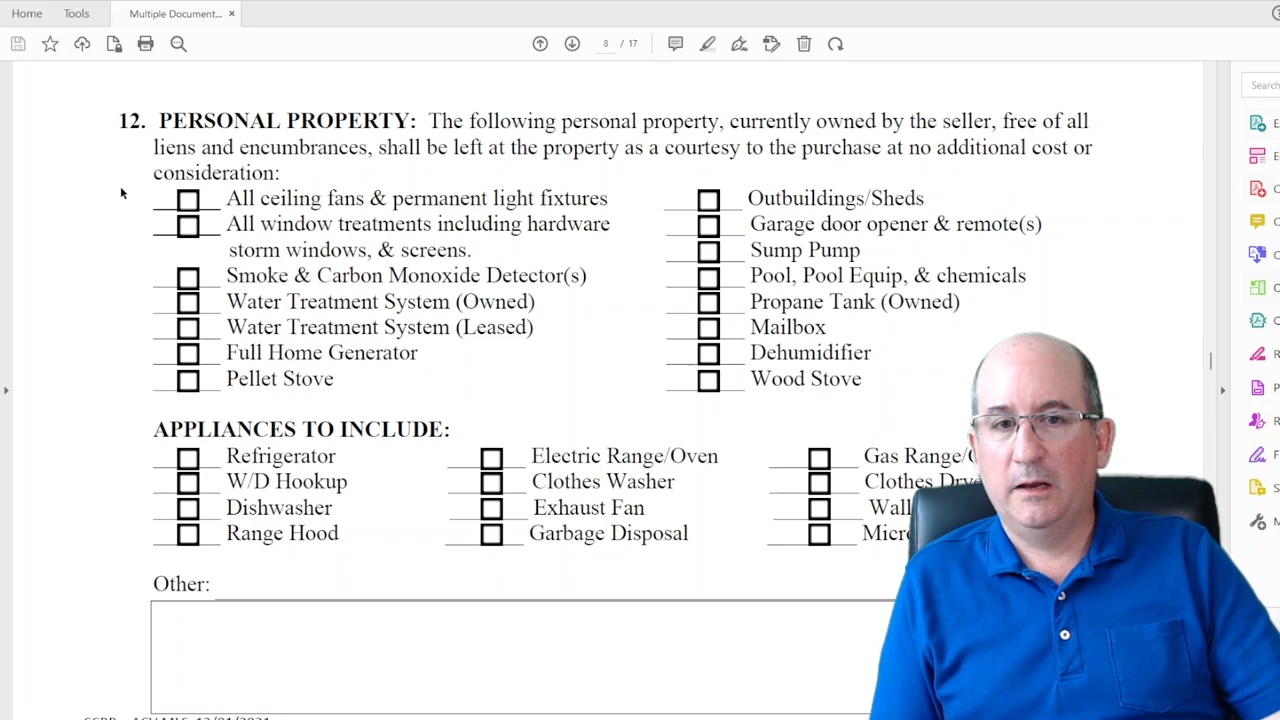 Home
Tools
Multiple Document...
8 / 17
Search
12. PERSONAL PROPERTY: The following personal property, currently owned by the seller, free of all
liens and encumbrances, shall be left at the property as a courtesy to the purchase at no additional cost or
consideration:
All ceiling fans & permanent light fixtures
All window treatments including hardware
storm windows, & screens.
Smoke & Carbon Monoxide Detector(s)
Water Treatment System (Owned)
Water Treatment System (Leased)
Full Home Generator
Pellet Stove
Outbuildings/Sheds
Garage door opener & remote(s)
Sump Pump
Pool, Pool Equip, & chemicals
Propane Tank (Owned)
Mailbox
Dehumidifier
Wood Stove
APPLIANCES TO INCLUDE:
Refrigerator
W/D Hookup
Dishwasher
Range Hood
Electric Range/Oven
Clothes Washer
Exhaust Fan
Garbage Disposal
Gas Range/
Clothes
Wall
Other: